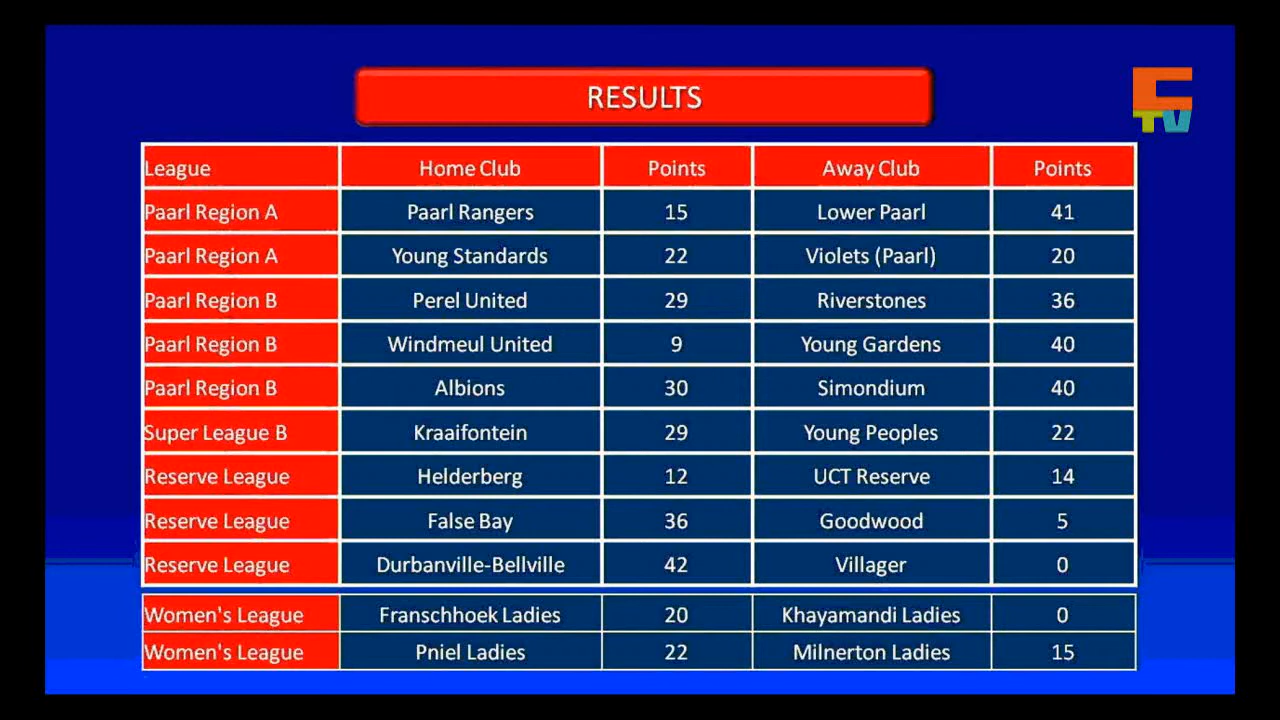 RESULTS
CTV
League Home Club Points Away Club Points
Paarl Region A Paarl Rangers 15 Lower Paarl 41
Paarl Region A Young Standards 22 Violets (Paarl) 20
Paarl Region B Perel United 29 Riverstones 36
Paarl Region B Windmeul United 9 Young Gardens 40
Paarl Region B Albions 30 Simondium 40
Super League B Kraaifontein 29 Young Peoples 22
Reserve League Helderberg 12 UCT Reserve 14
Reserve League False Bay 36 Goodwood 5
Reserve League Durbanville-Bellville 42 Villager 0
Women's League Franschhoek Ladies 20 Khayamandi Ladies 0
Women's League Pniel Ladies 22 Milnerton Ladies 15